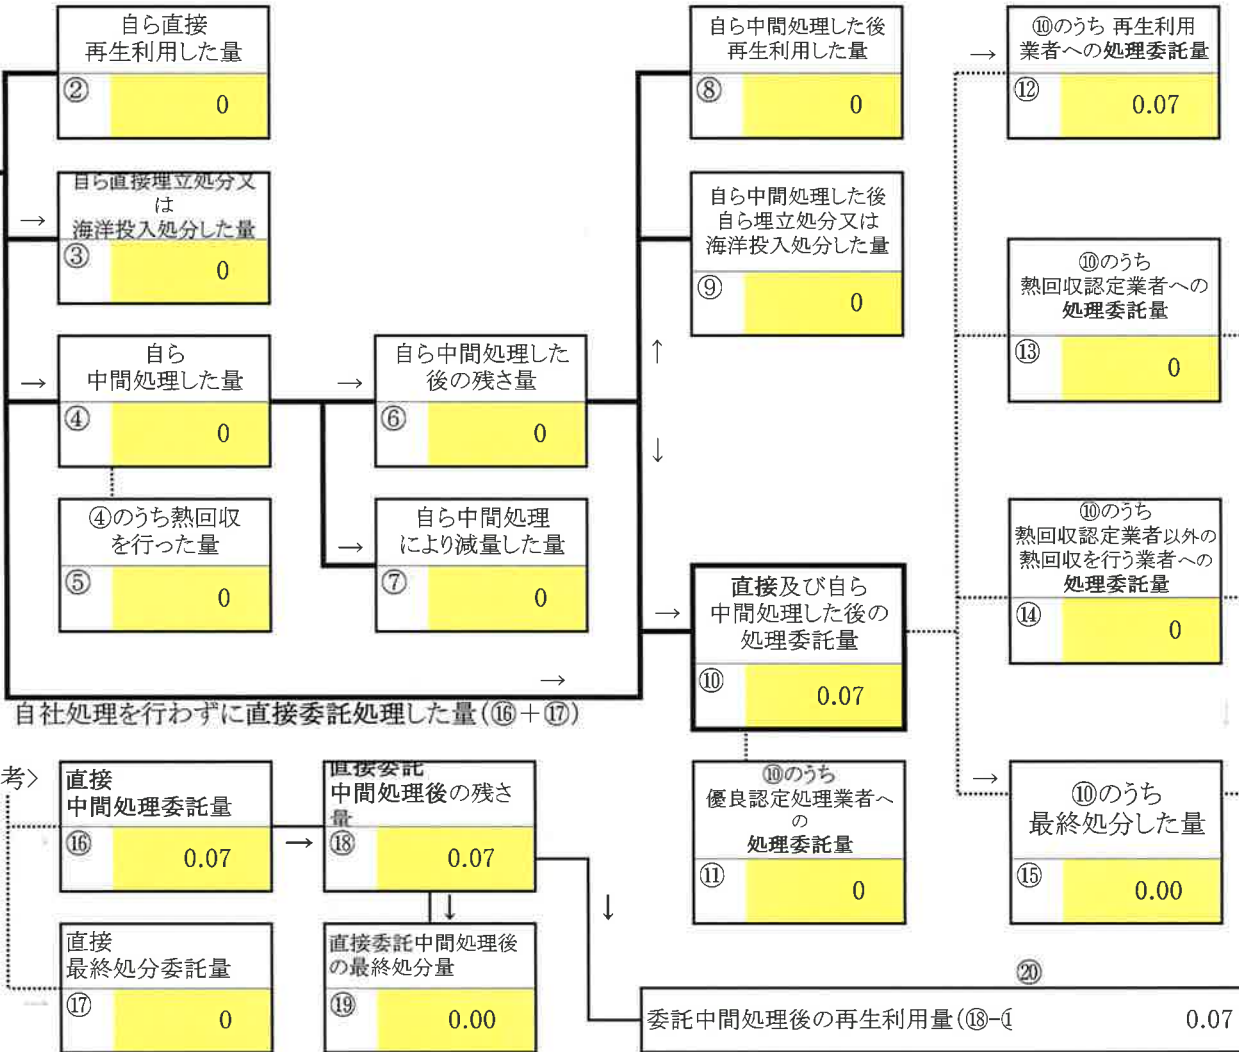 自ら直接
再生利用した量
②
0
自ら直接埋立処分又
は
海洋投入処分した量
→
③
0
自ら
中間処理した量
→
④
0
④のうち熱回収
を行った量
⑤
0
自ら中間処理した
後の残さ量
→
⑥
0
自ら中間処理
により減量した量
→
⑦
0
自ら中間処理した後
再生利用した量
⑧
0
自ら中間処理した後
自ら埋立処分又は
海洋投入処分した量
⑨
0
↑
↓
直接及び自ら
中間処理した後の
処理委託量
→
⑩
0.07
⑩のうち
優良認定処理業者へ
の
処理委託量
⑪
0
⑩のうち 再生利用
業者への処理委託量
→
⑫
0.07
⑩のうち
熱回収認定業者への
処理委託量
⑬
0
⑩のうち
熱回収認定業者以外の
熱回収を行う業者への
処理委託量
⑭
0
⑩のうち
最終処分した量
→
⑮
0.00
→
自社処理を行わずに直接委託処理した量(⑯＋⑰)
考>
直接
中間処理委託量
⑯
0.07
→
直接委託
中間処理後の残さ
量
⑱
0.07
↓
↓
直接
最終処分委託量
→
⑰
0
直接委託中間処理後
の最終処分量
⑲
0.00
⑳
委託中間処理後の再生利用量(⑱-
0.07